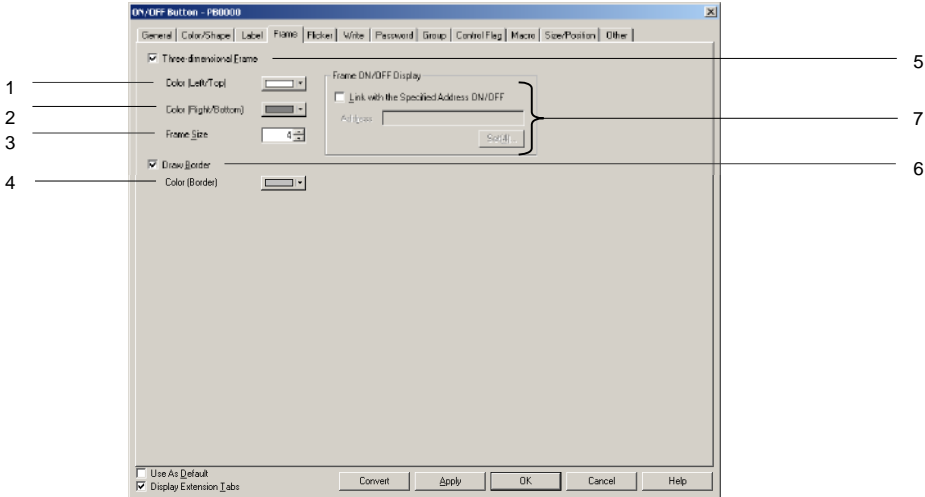 ON/OFF Button - PB0000
General Color/Shape Label Frame Flicker Write Password Group Control Flag Macro Size/Position Other
Three-dimensional Frame
5
1
Color (Left/Top)
Frame ON/OFF Display
Link with the Specified Address ON/OFF
2
Color (Right/Bottom)
Address
7
3
Frame Size
4
Set(4)...
Draw Border
6
4
Color (Border)
Use As Default
Display Extension Tabs
Convert
Apply
OK
Cancel
Help